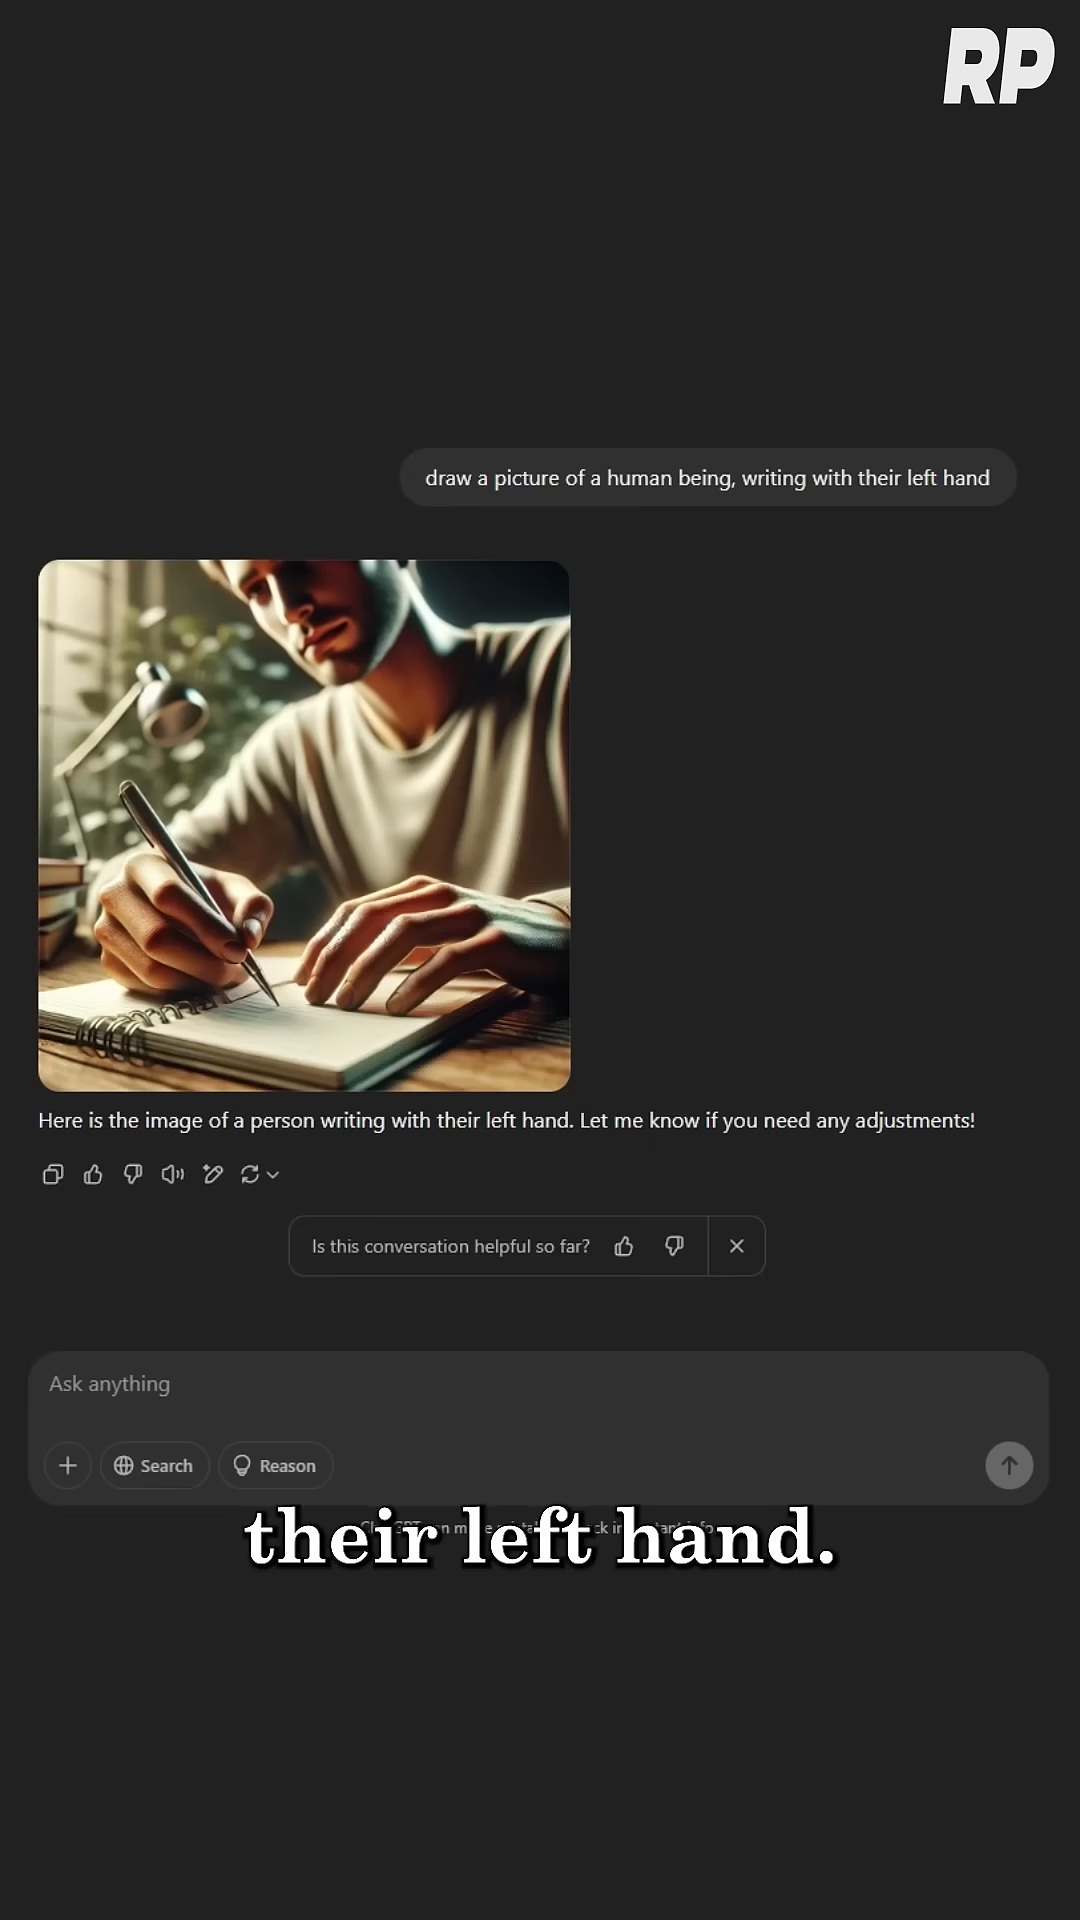 RP
draw a picture of a human being, writing with their left hand
Here is the image of a person writing with their left hand. Let me know if you need any adjustments!
Is this conversation helpful so far?
Ask anything
Search
Reason
their left hand.